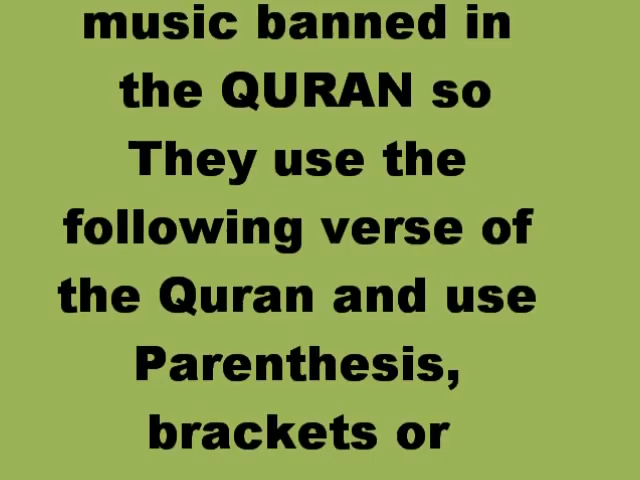 music banned in
the QURAN so
They use the
following verse of
the Quran and use
Parenthesis,
brackets or